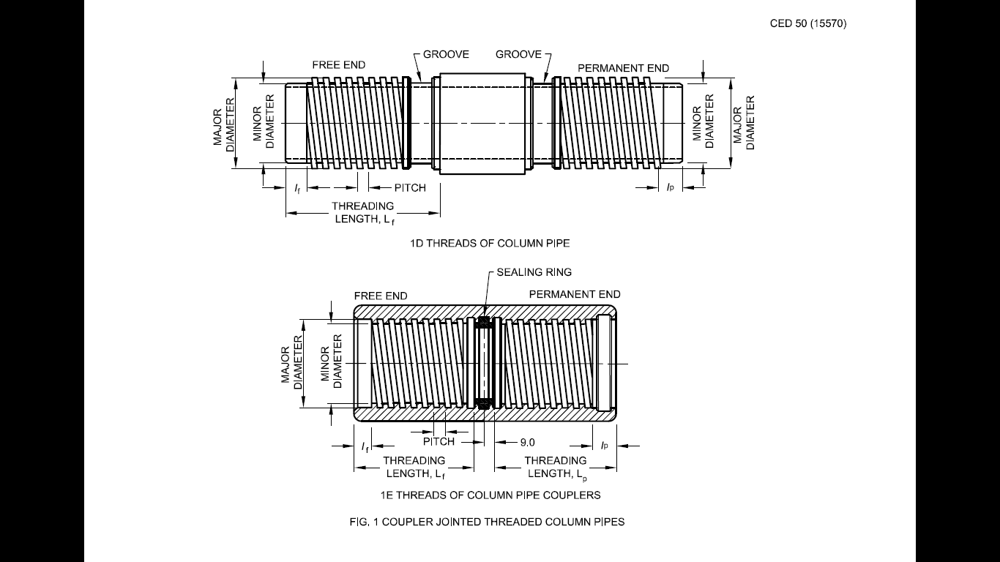 CED 50 (15570)
GROOVE
GROOVE
FREE END
PERMANENT END
MAJOR
DIAMETER
MINOR
DIAMETER
MINOR
DIAMETER
MAJOR
DIAMETER
lf
PITCH
lp
THREADING
LENGTH, Lf
1D THREADS OF COLUMN PIPE
SEALING RING
FREE END
PERMANENT END
MAJOR
DIAMETER
MINOR
DIAMETER
lf
PITCH
9.0
lp
THREADING
LENGTH, Lf
THREADING
LENGTH, Lp
1E THREADS OF COLUMN PIPE COUPLERS
FIG. 1 COUPLER JOINTED THREADED COLUMN PIPES